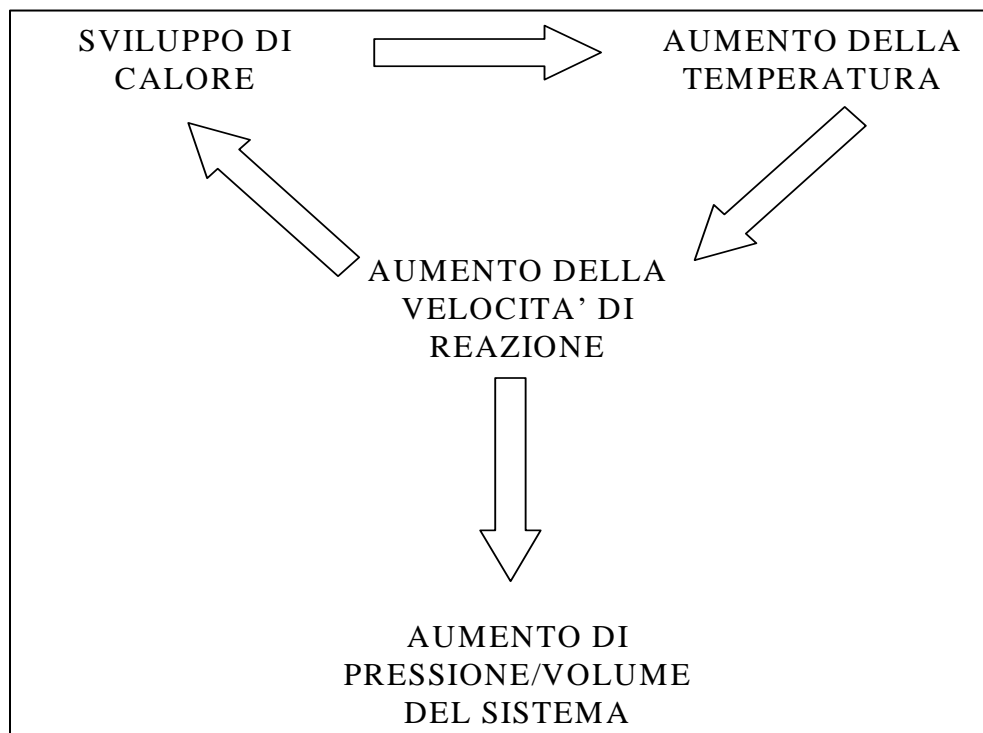 SVILUPPO DI
CALORE
AUMENTO DELLA
TEMPERATURA
AUMENTO DELLA
VELOCITA’ DI
REAZIONE
AUMENTO DI
PRESSIONE/VOLUME
DEL SISTEMA